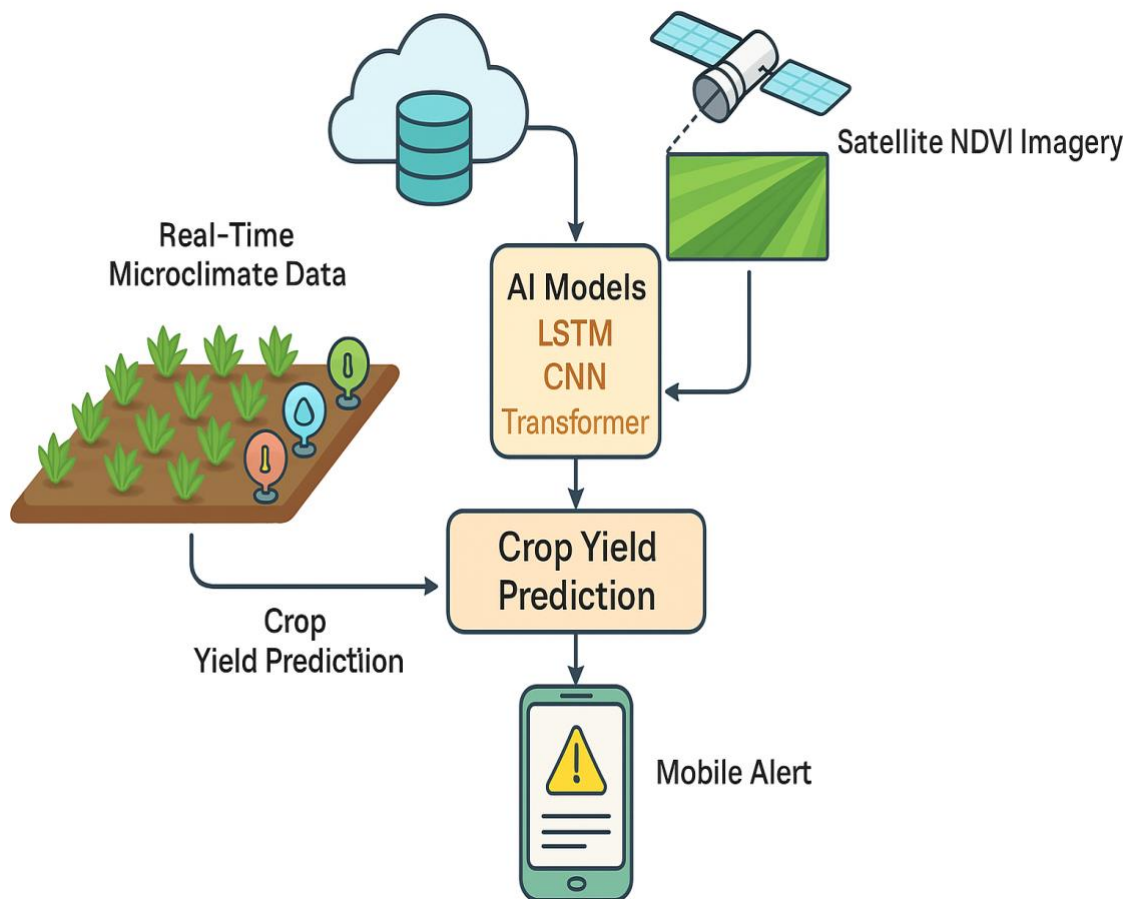 Satellite NDVI Imagery
Real-Time
Microclimate Data
AI Models
LSTM
CNN
Transformer
Crop Yield
Prediction
Crop
Yield Predictiion
Mobile Alert